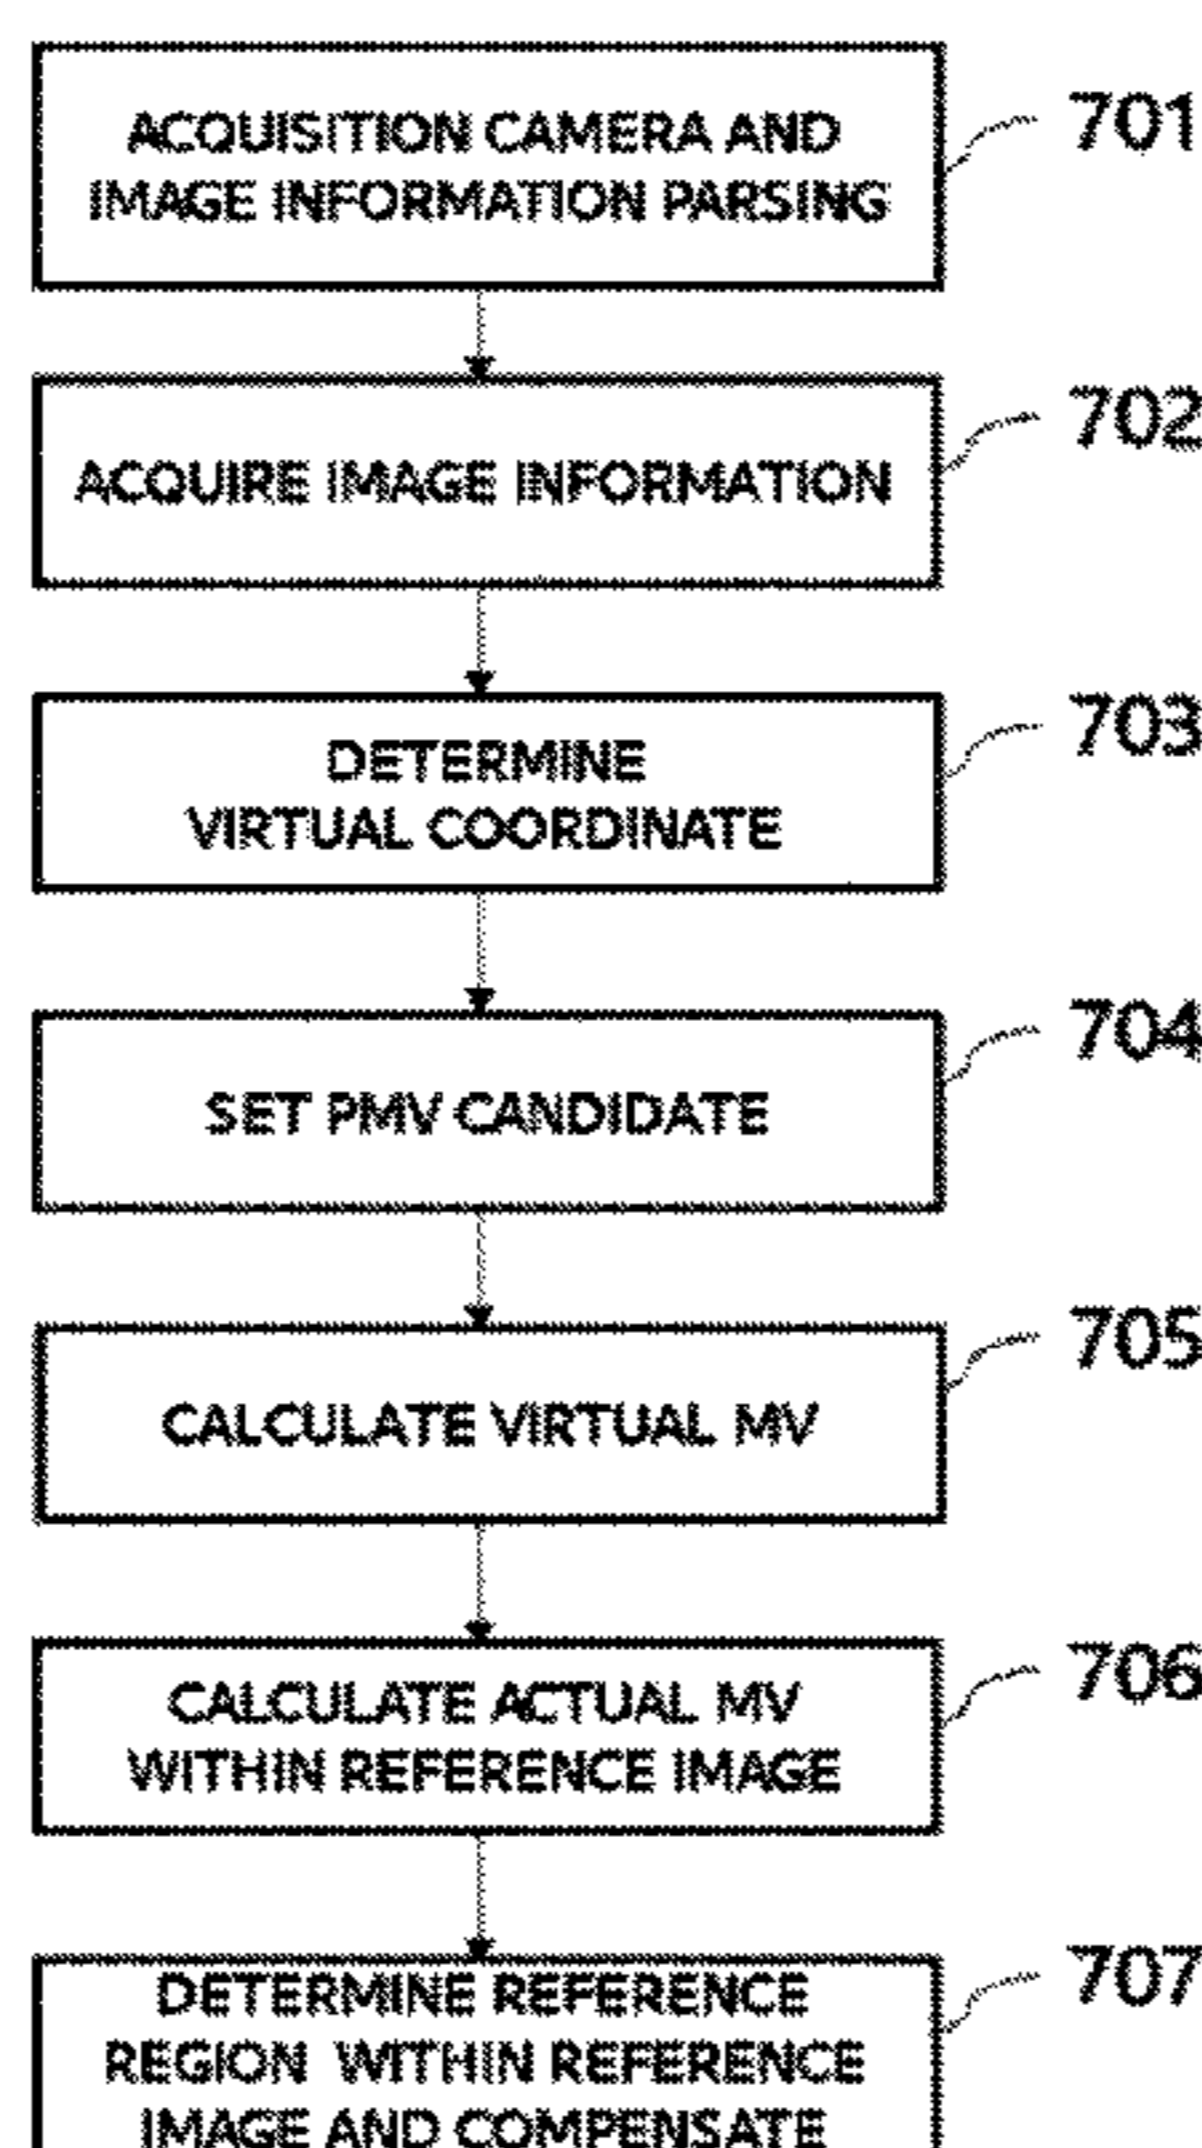 ACQUISITION CAMERA AND
IMAGE INFORMATION PARSING
701
ACQUIRE IMAGE INFORMATION
702
DETERMINE
VIRTUAL COORDINATE
703
SET PMV CANDIDATE
704
CALCULATE VIRTUAL MV
705
CALCULATE ACTUAL MV
WITHIN REFERENCE IMAGE
706
DETERMINE REFERENCE
REGION WITHIN REFERENCE
IMAGE AND COMPENSATE
707